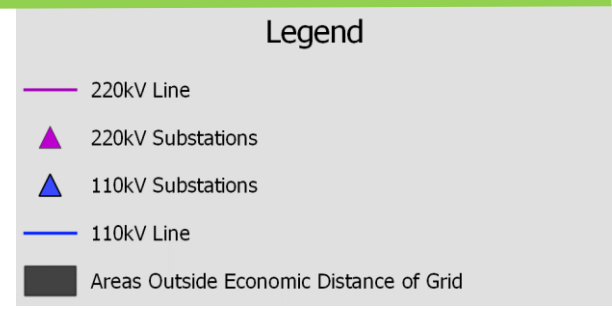 Legend
220kV Line
220kV Substations
110kV Substations
110kV Line
Areas Outside Economic Distance of Grid